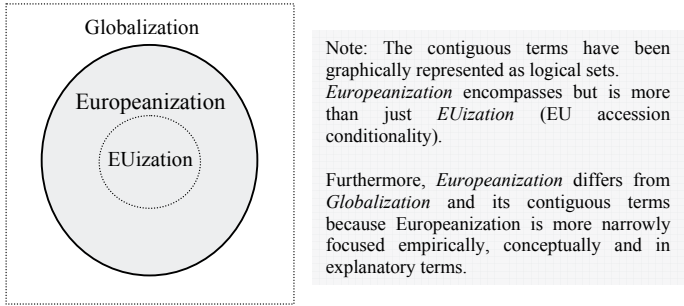 Globalization
Europeanization
EUization
Note: The contiguous terms have been
graphically represented as logical sets.
Europeanization encompasses but is more
than just EUization (EU accession
conditionality).
Furthermore, Europeanization differs from
Globalization and its contiguous terms
because Europeanization is more narrowly
focused empirically, conceptually and in
explanatory terms.